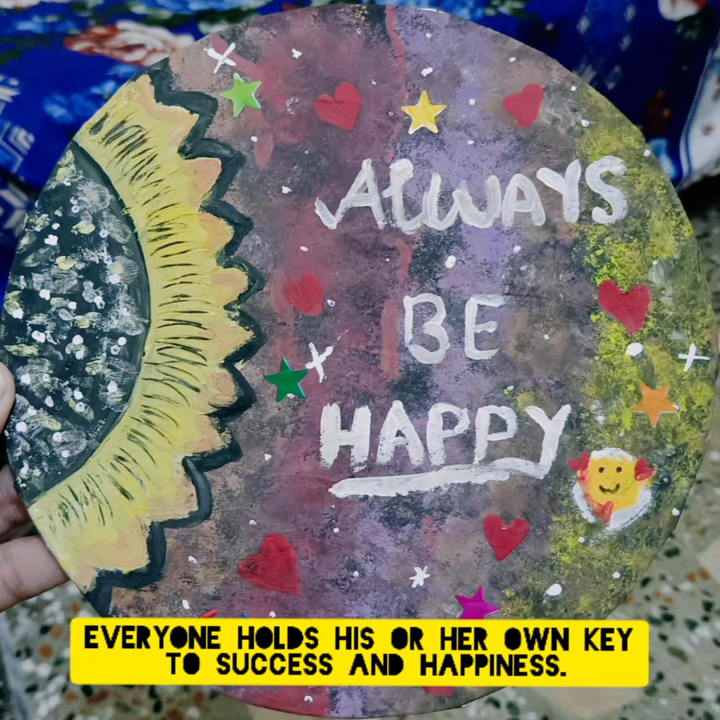 ALWAYS
BE
HAPPY
EVERYONE HOLDS HIS OR HER OWN KEY
TO SUCCESS AND HAPPINESS.